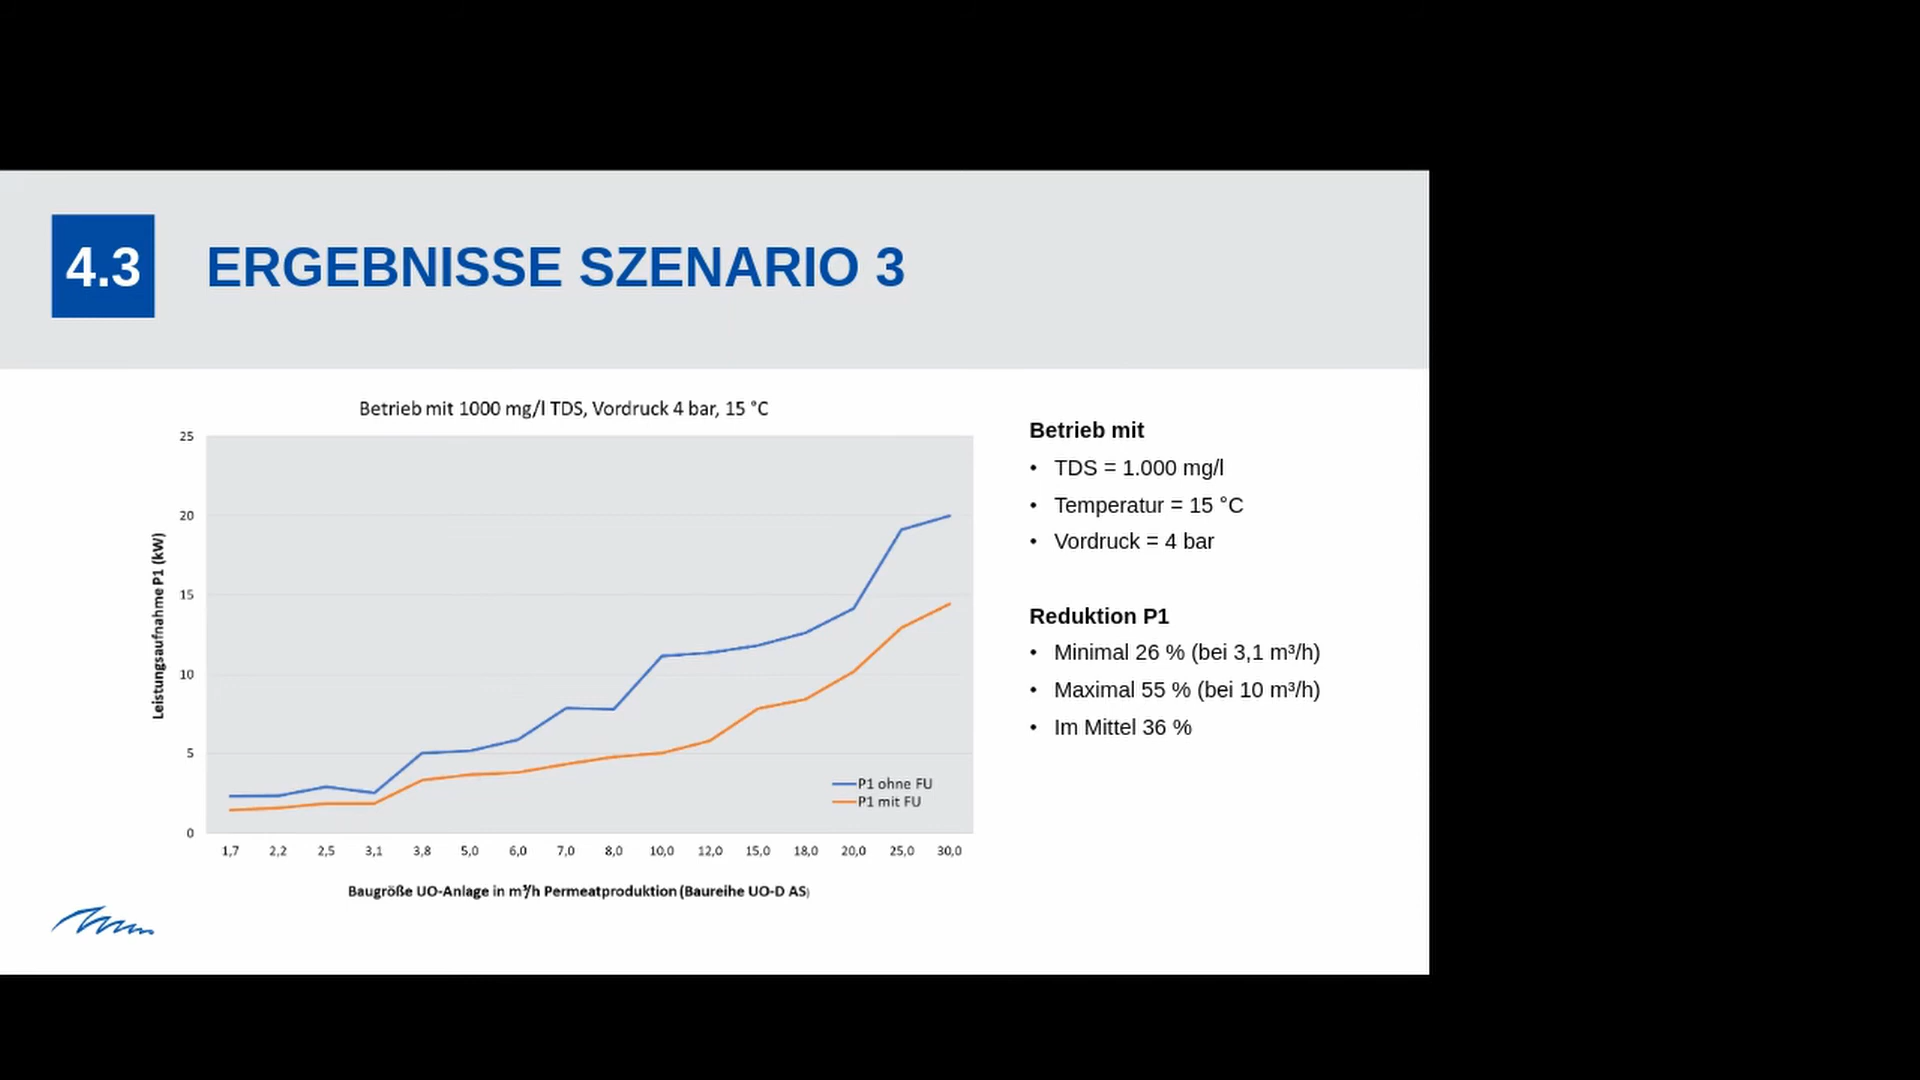 4.3
ERGEBNISSE SZENARIO 3
Betrieb mit 1000 mg/l TDS, Vordruck 4 bar, 15 °C
Leistungsaufnahme P1 (kW)
25
20
15
10
5
0
P1 ohne FU
P1 mit FU
1,7 2,2 2,5 3,1 3,8 5,0 6,0 7,0 8,0 10,0 12,0 15,0 18,0 20,0 25,0 30,0
Baugröße UO-Anlage in m³/h Permeatproduktion (Baureihe UO-D AS)
Betrieb mit
• TDS = 1.000 mg/l
• Temperatur = 15 °C
• Vordruck = 4 bar
Reduktion P1
• Minimal 26 % (bei 3,1 m³/h)
• Maximal 55 % (bei 10 m³/h)
• Im Mittel 36 %